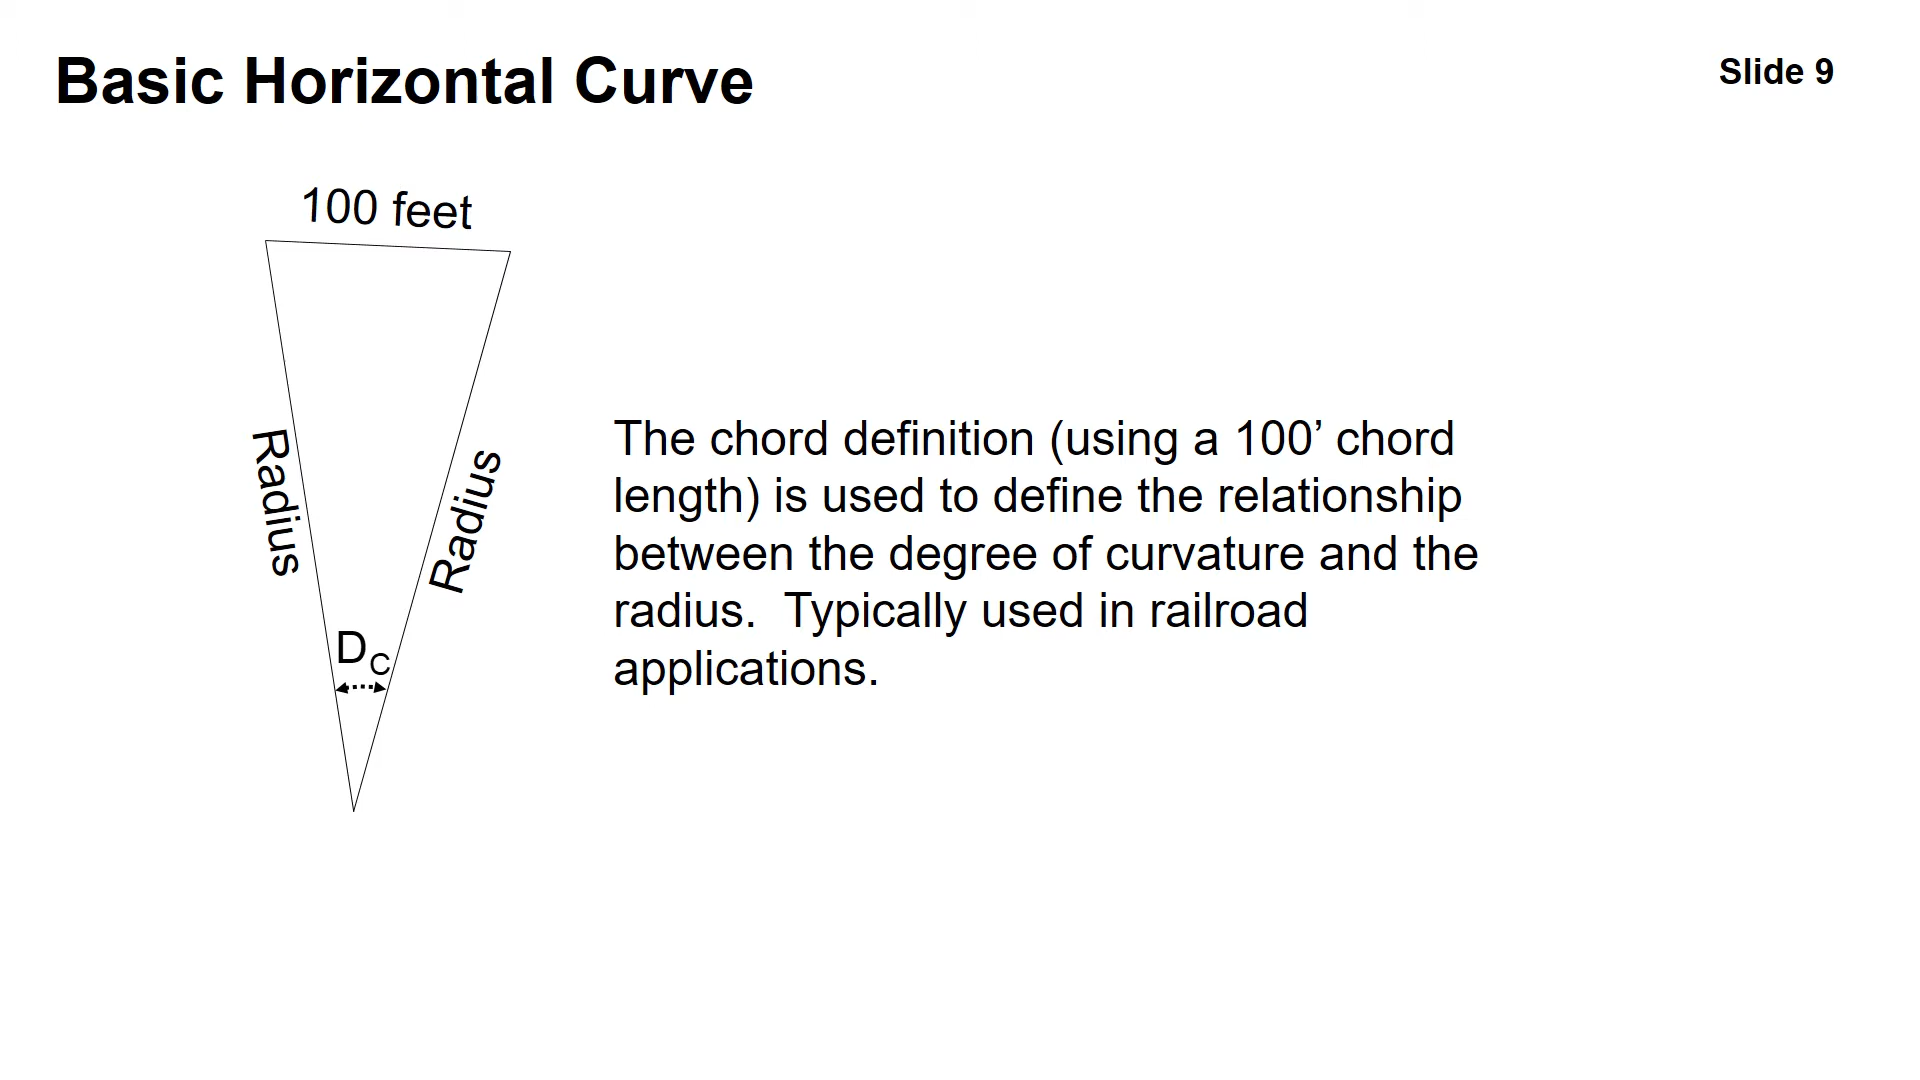 Basic Horizontal Curve
Slide 9
100 feet
Radius
Radius
DC
The chord definition (using a 100’ chord
length) is used to define the relationship
between the degree of curvature and the
radius.  Typically used in railroad
applications.